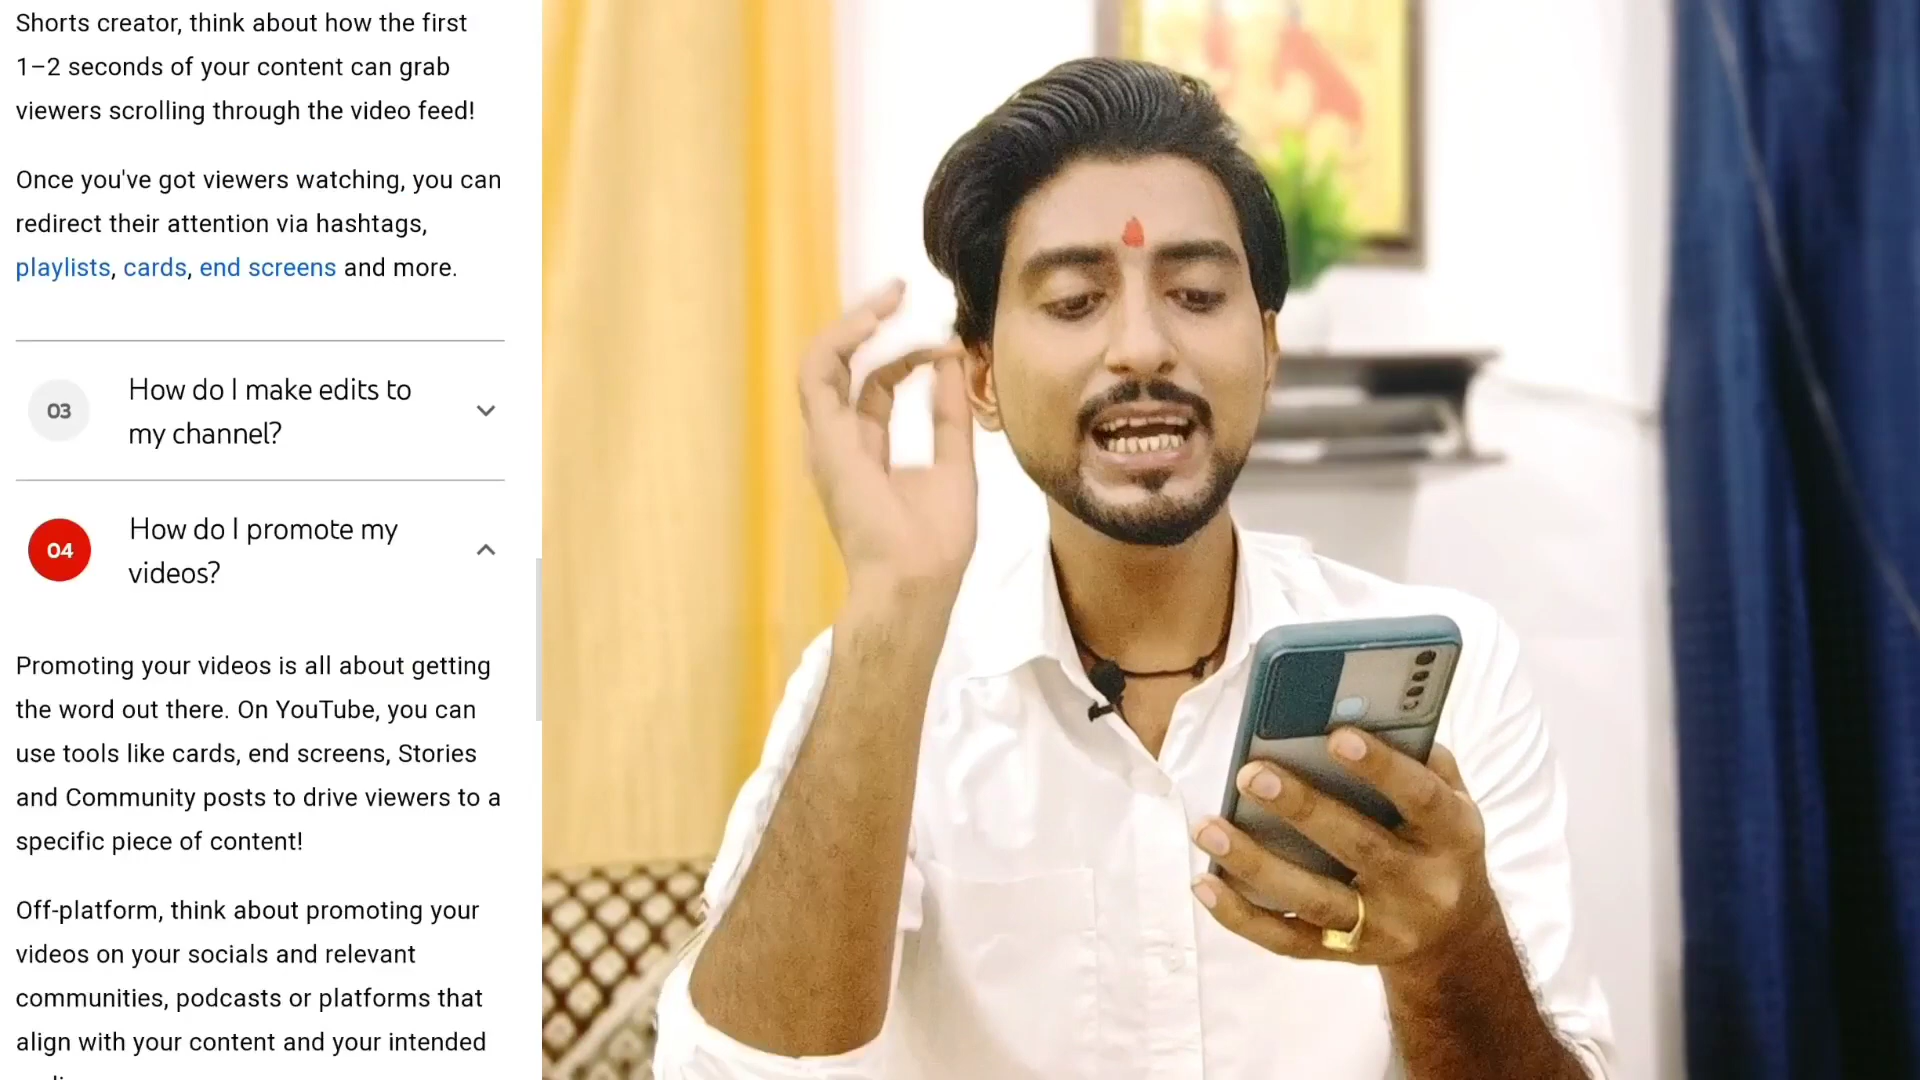 Shorts creator, think about how the first
1–2 seconds of your content can grab
viewers scrolling through the video feed!
Once you've got viewers watching, you can
redirect their attention via hashtags,
playlists, cards, end screens and more.
03
How do I make edits to
my channel?
04
How do I promote my
videos?
Promoting your videos is all about getting
the word out there. On YouTube, you can
use tools like cards, end screens, Stories
and Community posts to drive viewers to a
specific piece of content!
Off-platform, think about promoting your
videos on your socials and relevant
communities, podcasts or platforms that
align with your content and your intended